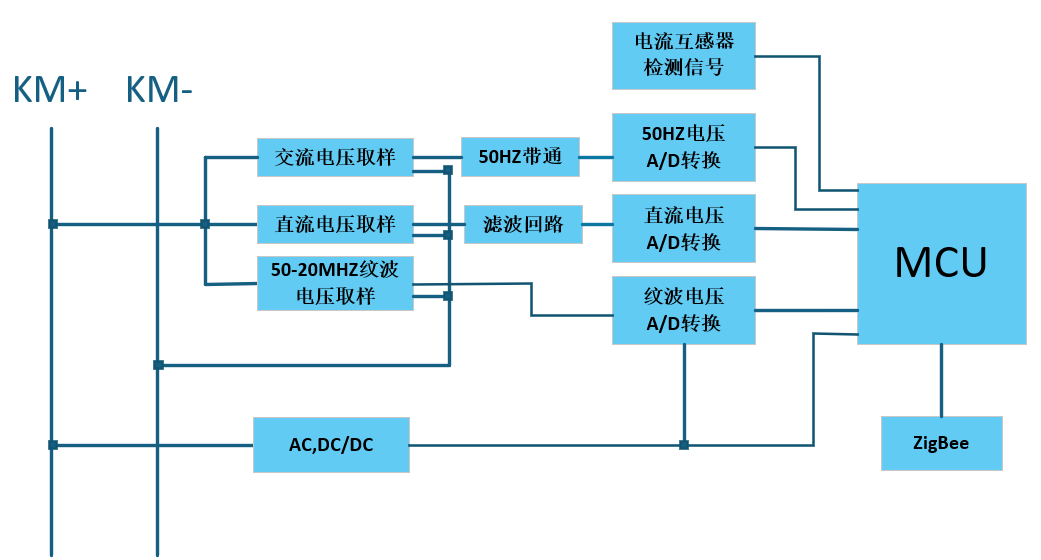 电流互感器
检测信号
KM+
KM-
交流电压取样
50HZ带通
50HZ电压
A/D转换
直流电压取样
滤波回路
直流电压
A/D转换
MCU
50-20MHZ纹波
电压取样
纹波电压
A/D转换
AC,DC/DC
ZigBee